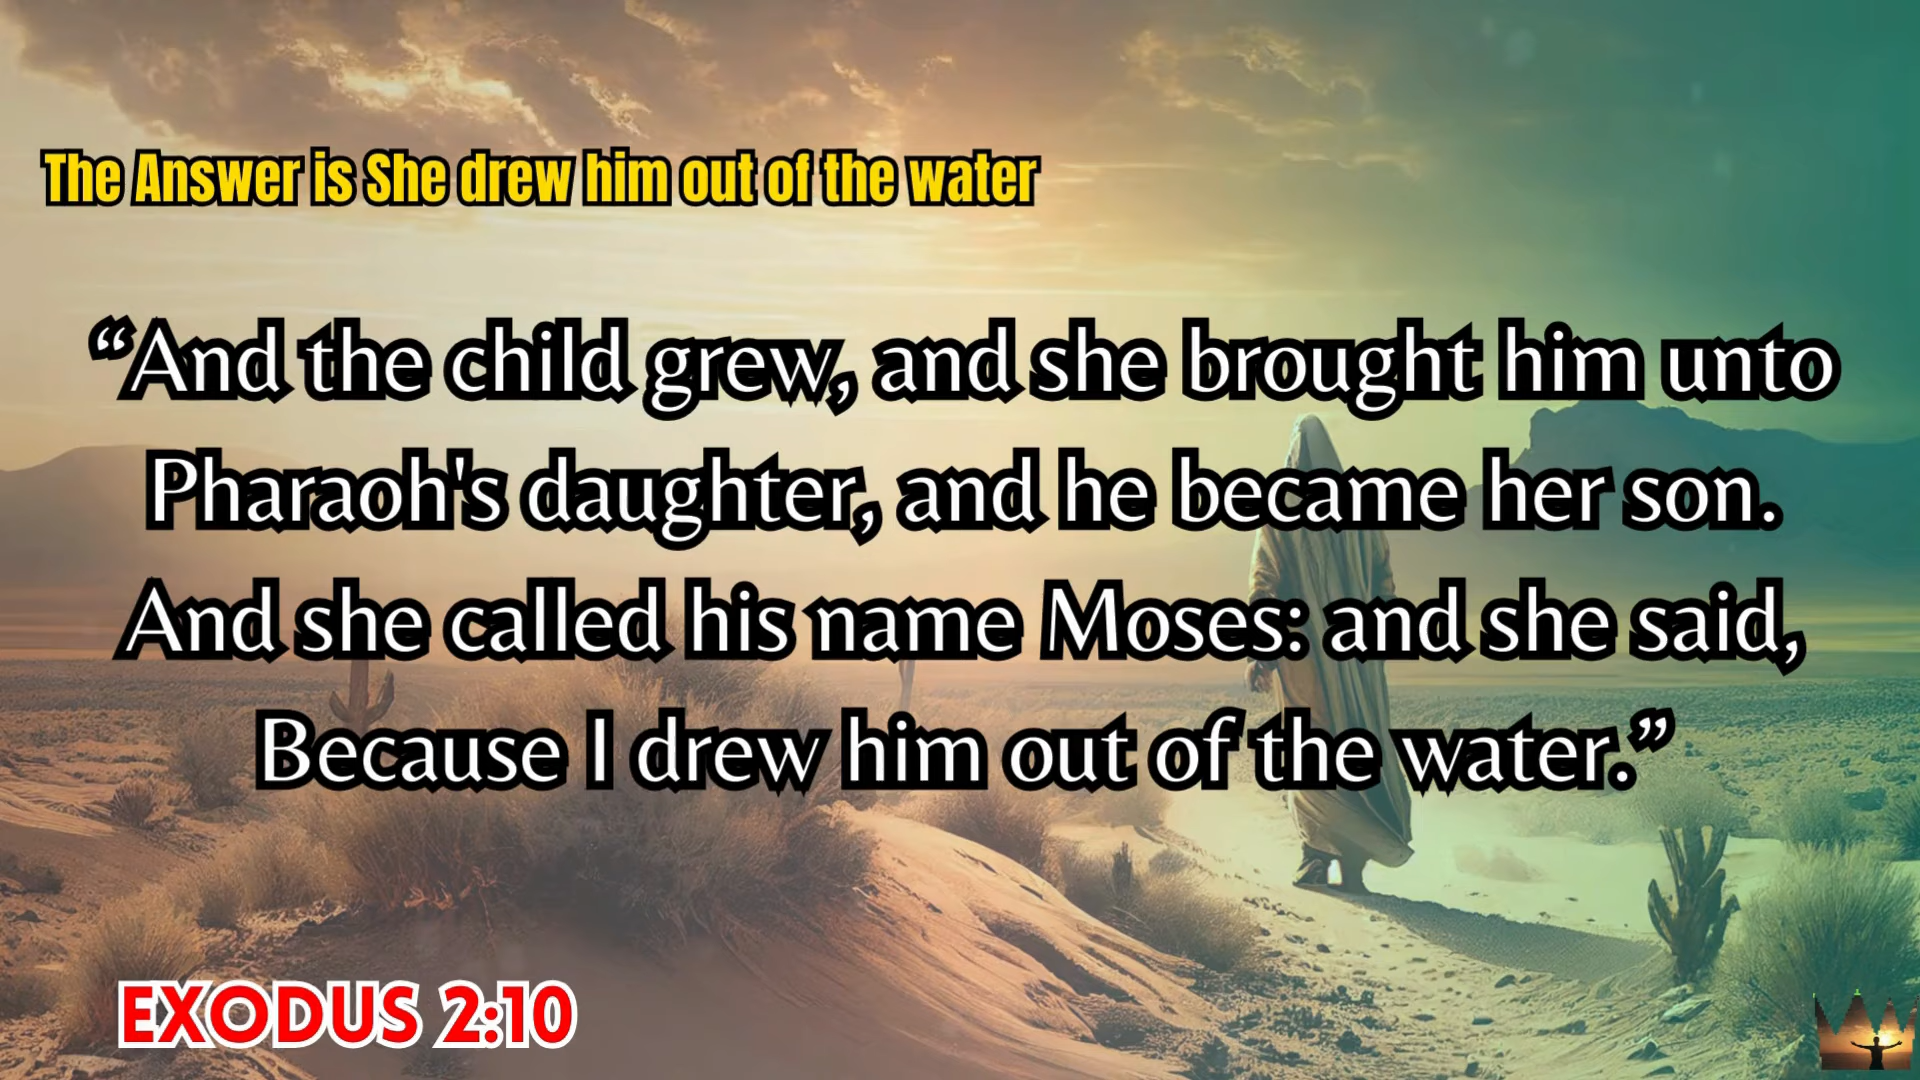 The Answer is She drew him out of the water
“And the child grew, and she brought him unto
Pharaoh's daughter, and he became her son.
And she called his name Moses: and she said,
Because I drew him out of the water.”
EXODUS 2:10